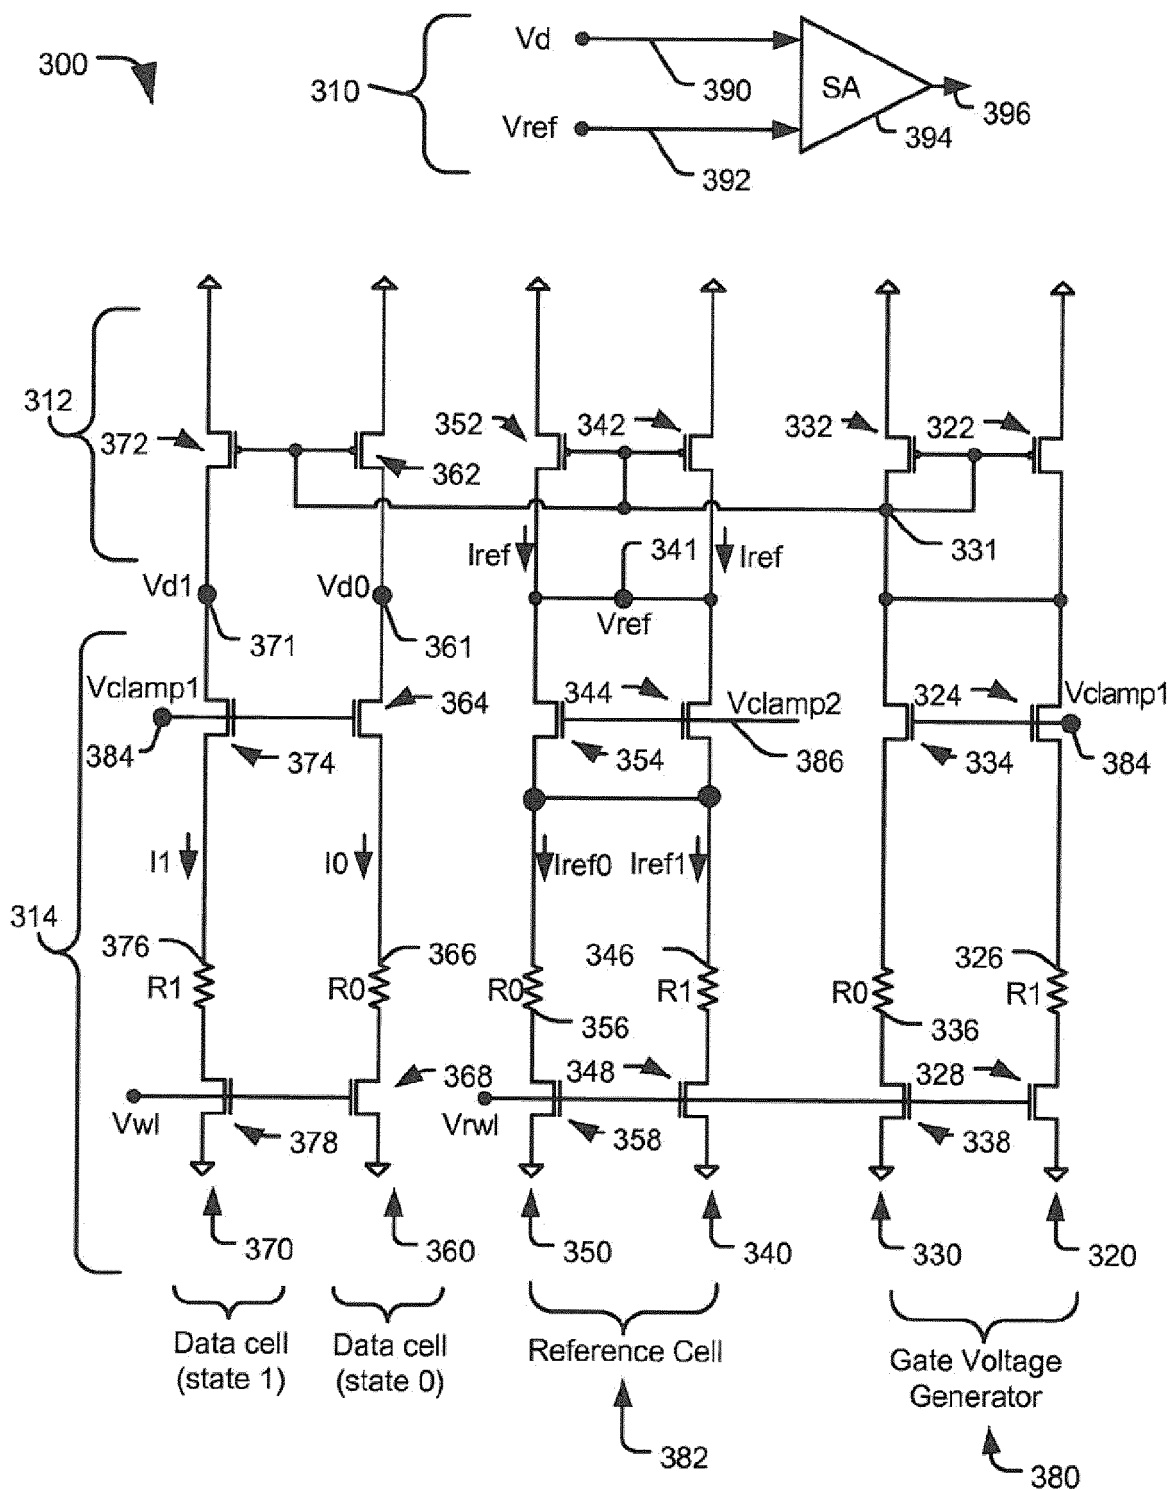 300
310
Vd
Vref
390
392
SA
394
396
312
372
362
352
342
332
322
Iref
341
Iref
331
Vd1
Vd0
Vref
371
361
314
Vclamp1
384
374
364
344
354
Vclamp2
386
324
334
Vclamp1
384
I1
I0
Iref0
Iref1
376
366
346
326
R1
R0
R0
R1
R0
R1
356
336
368
348
328
Vwl
378
Vrwl
358
338
370
360
350
340
330
320
Data cell
(state 1)
Data cell
(state 0)
Reference Cell
Gate Voltage
Generator
382
380